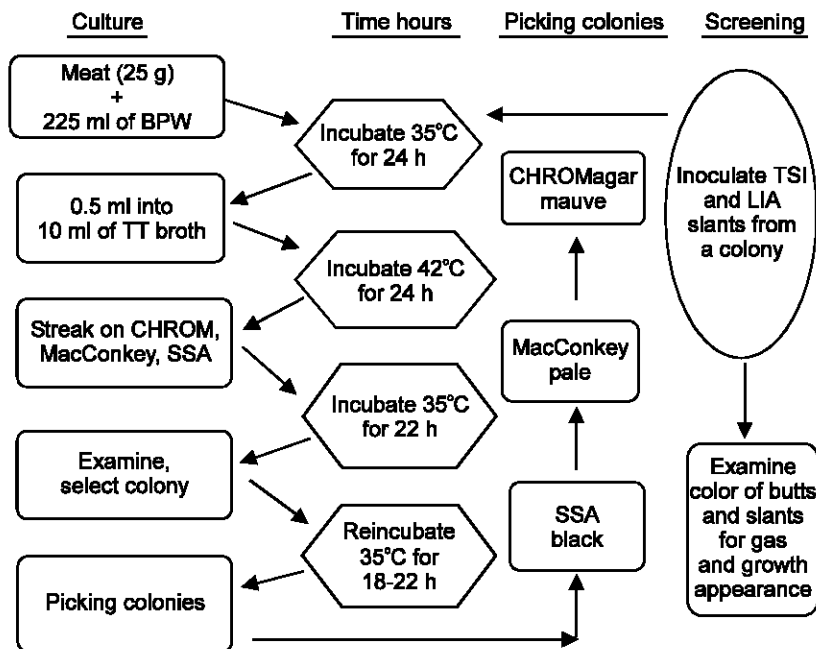 Culture
Time hours
Picking colonies
Screening
Meat (25 g)
+
225 ml of BPW
Incubate 35°C
for 24 h
0.5 ml into
10 ml of TT broth
Incubate 42°C
for 24 h
Streak on CHROM,
MacConkey, SSA
Incubate 35°C
for 22 h
Examine,
select colony
Reincubate
35°C for
18-22 h
Picking colonies
SSA
black
MacConkey
pale
CHROMagar
mauve
Inoculate TSI
and LIA
slants from
a colony
Examine
color of butts
and slants
for gas
and growth
appearance